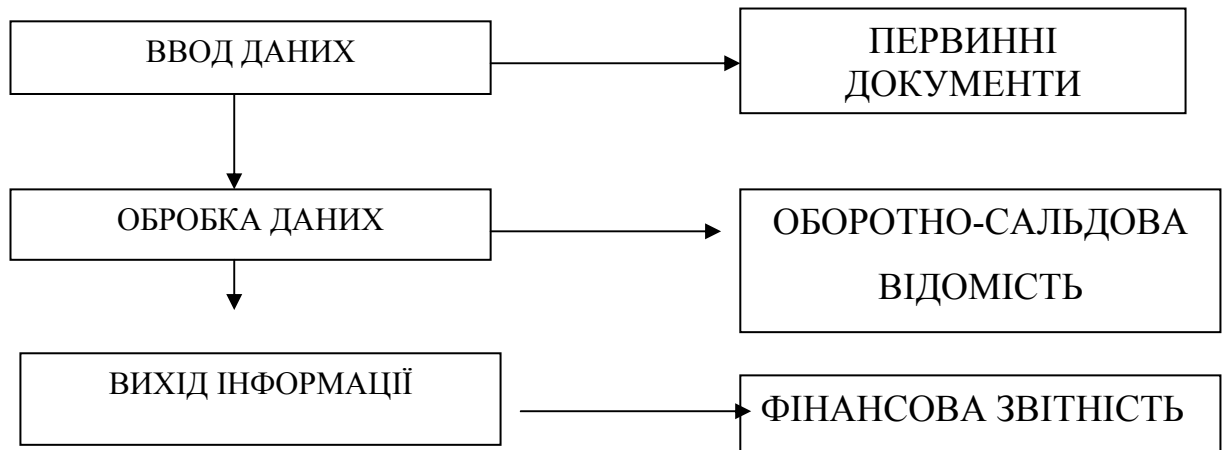 ВВОД ДАНИХ
ПЕРВИННІ
ДОКУМЕНТИ
ОБРОБКА ДАНИХ
ОБОРОТНО-САЛЬДОВА
ВІДОМІСТЬ
ВИХІД ІНФОРМАЦІЇ
ФІНАНСОВА ЗВІТНІСТЬ